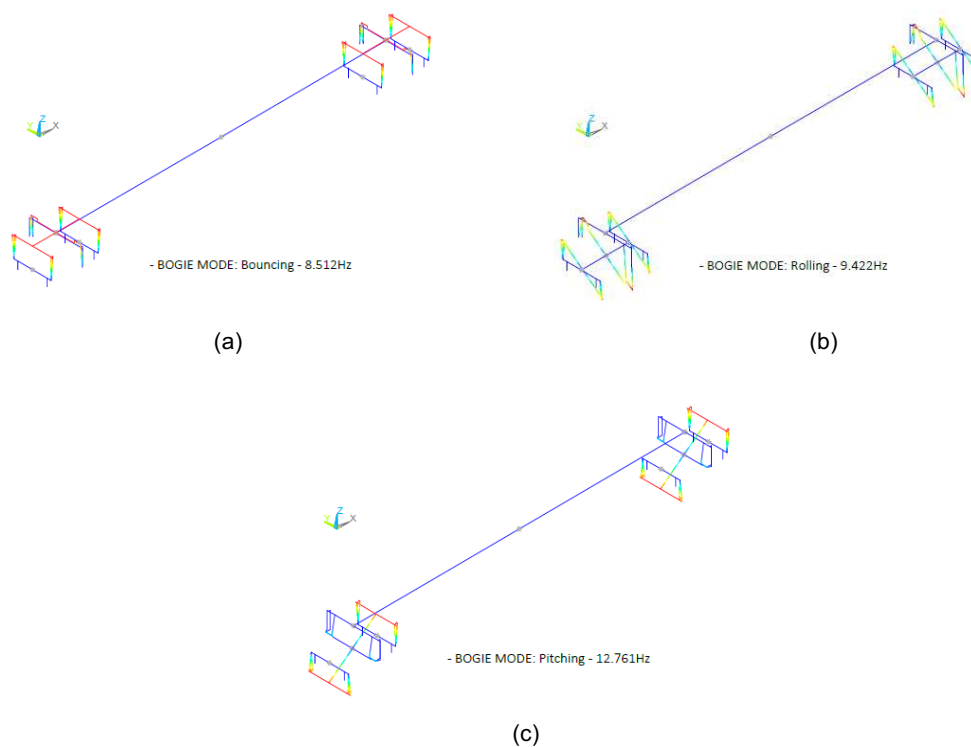 Y Z X
- BOGIE MODE: Bouncing - 8.512Hz
(a)
Y Z X
- BOGIE MODE: Rolling - 9.422Hz
(b)
Y Z X
- BOGIE MODE: Pitching - 12.761Hz
(c)